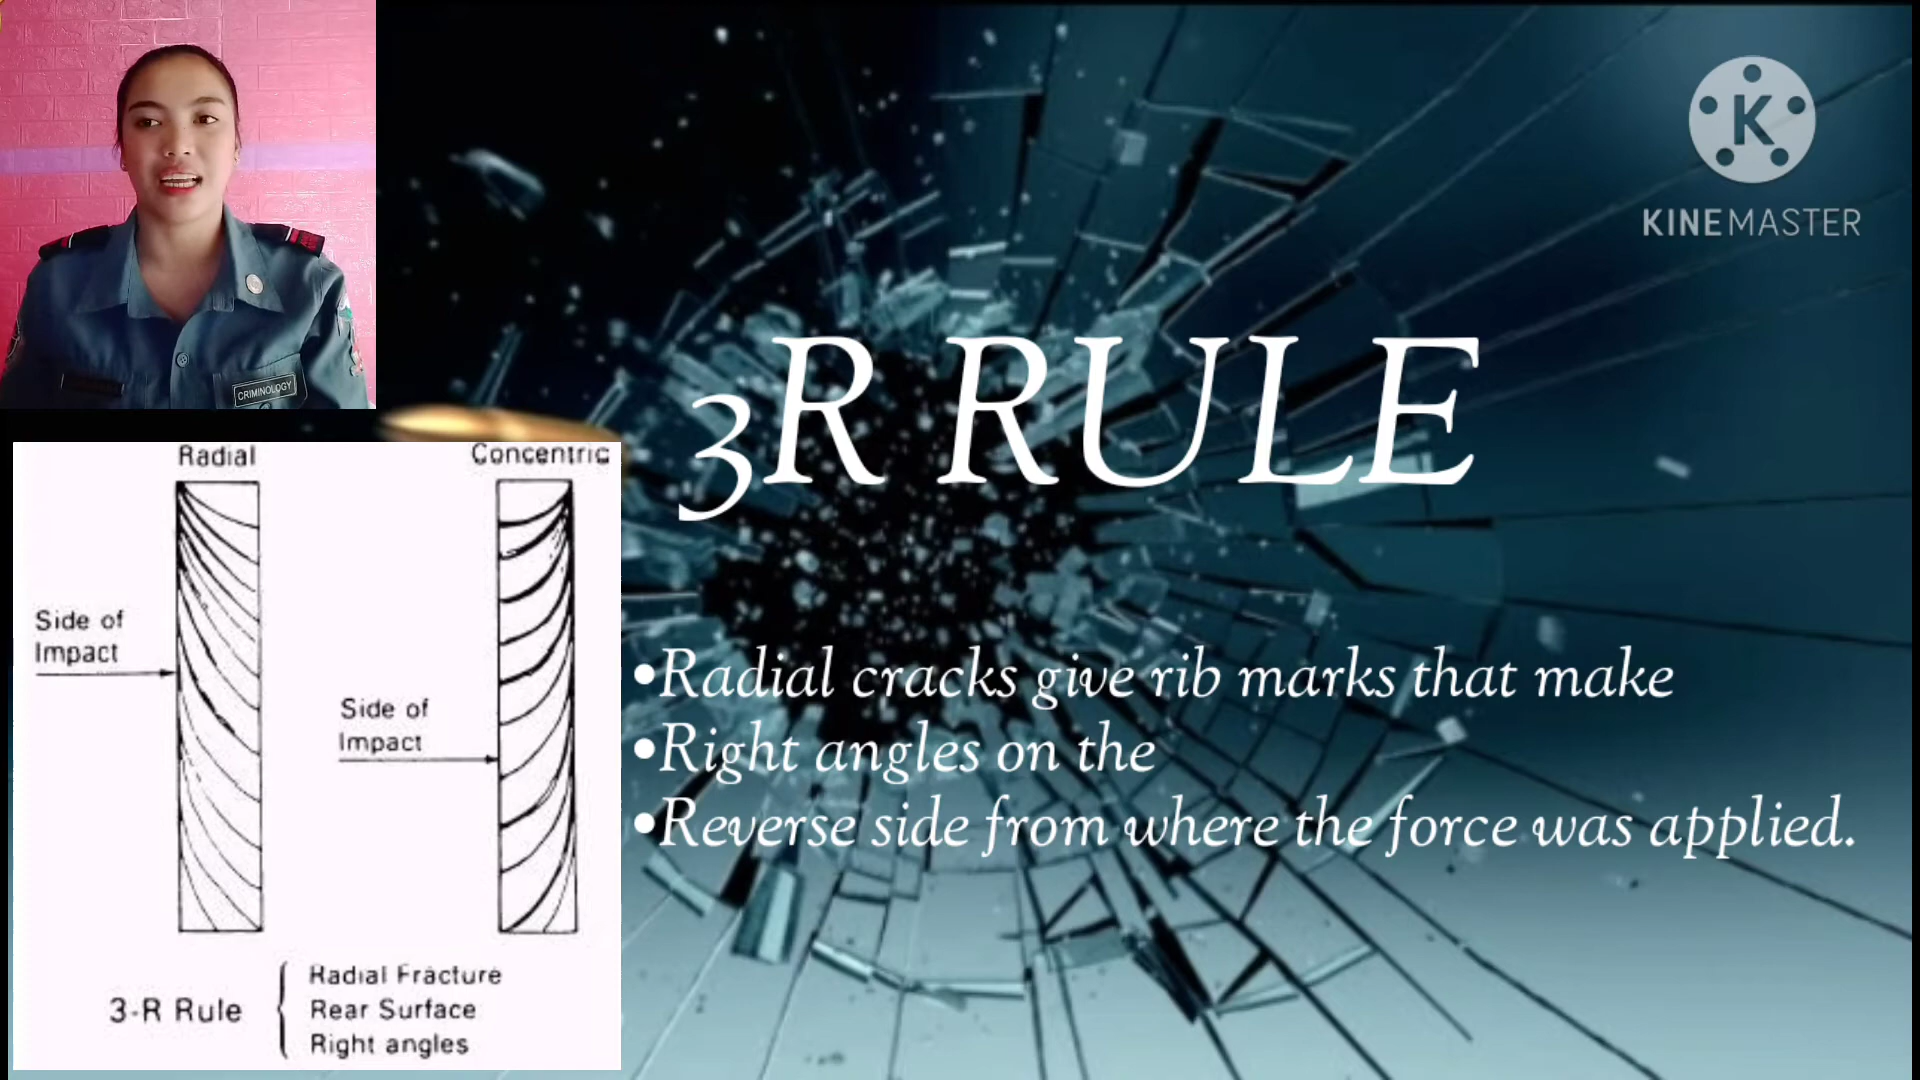 KINEMASTER
CRIMINOLOGY
3R RULE
•Radial cracks give rib marks that make
•Right angles on the
•Reverse side from where the force was applied.
Radial
Concentric
Side of
Impact
Side of
Impact
3-R Rule
Radial Fracture
Rear Surface
Right angles